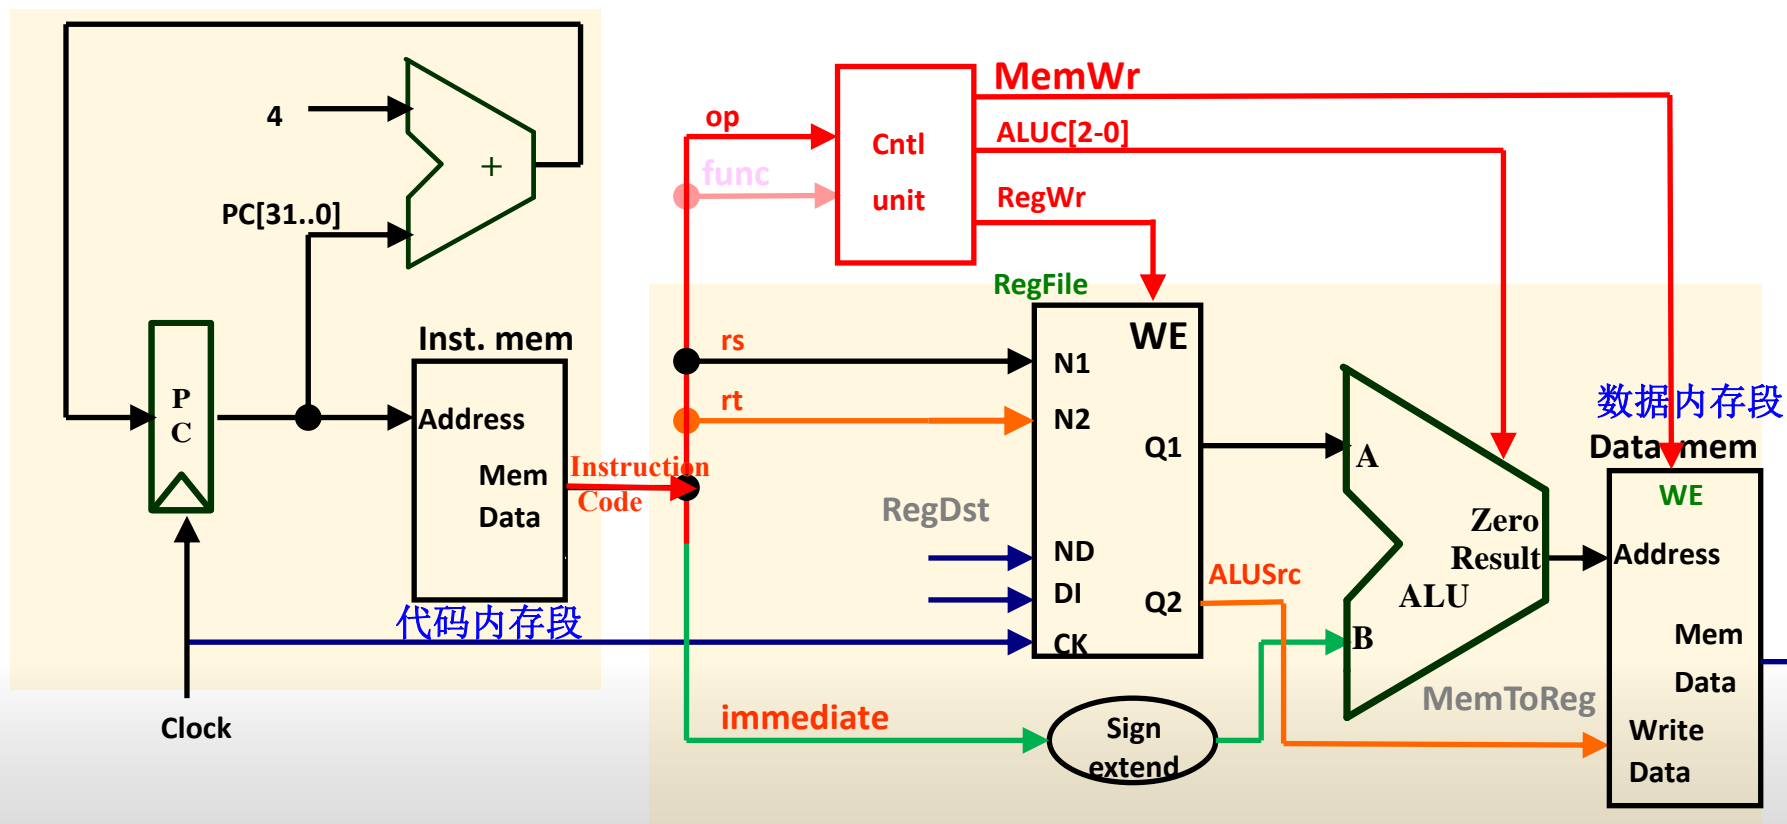 4
+
PC[31..0]
P
C
Clock
Inst. mem
Address
Mem
Data
代码内存段
Instruction
Code
op
func
Cntl
unit
MemWr
ALUC[2-0]
RegWr
RegFile
WE
rs
N1
rt
N2
Q1
RegDst
ND
DI
Q2
CK
ALUSrc
immediate
Sign
extend
A
B
Zero
Result
ALU
MemToReg
数据内存段
Data mem
WE
Address
Mem
Data
Write
Data